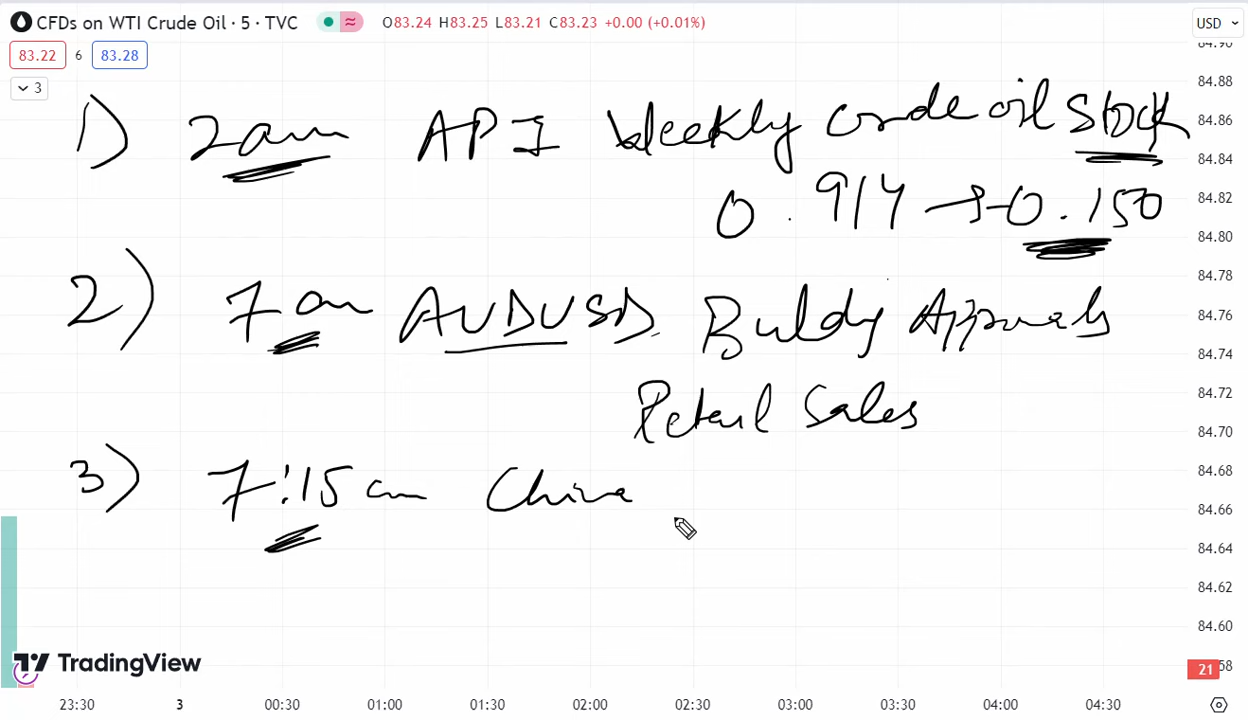 CFDs on WTI Crude Oil · 5 · TVC ≈ O83.24 H83.25 L83.21 C83.23 +0.00 (+0.01%) USD
83.22 6 83.28
3
1) 2am API Weekly Crude oil Stock
0.914 → -0.150
2) 7am AUDUSD Buildig Approvals
Retail Sales
3) 7:15 am China
84.90
84.88
84.86
84.84
84.82
84.80
84.78
84.76
84.74
84.72
84.70
84.68
84.66
84.64
84.62
84.60
58
21
TradingView
23:30 3 00:30 01:00 01:30 02:00 02:30 03:00 03:30 04:00 04:30